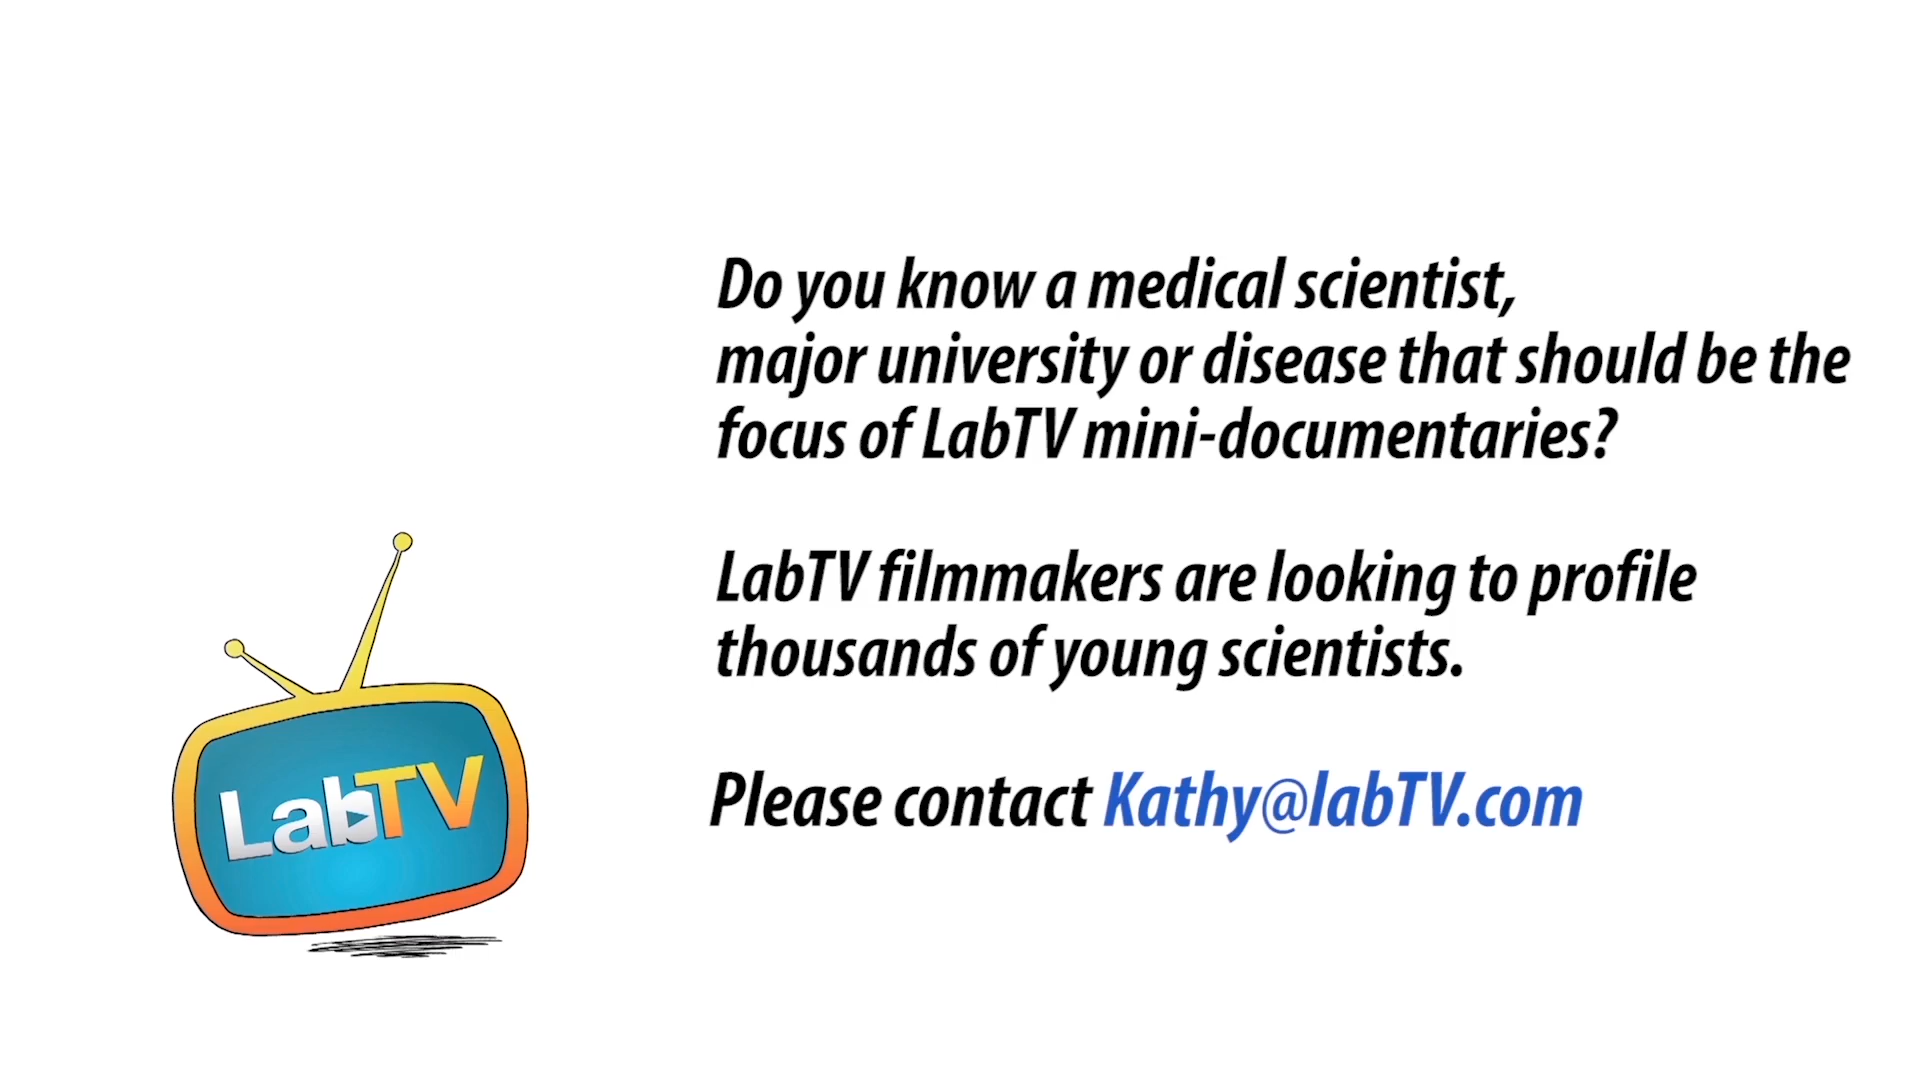 Do you know a medical scientist,
major university or disease that should be the
focus of LabTV mini-documentaries?
LabTV filmmakers are looking to profile
thousands of young scientists.
Please contact Kathy@labTV.com
LabTV